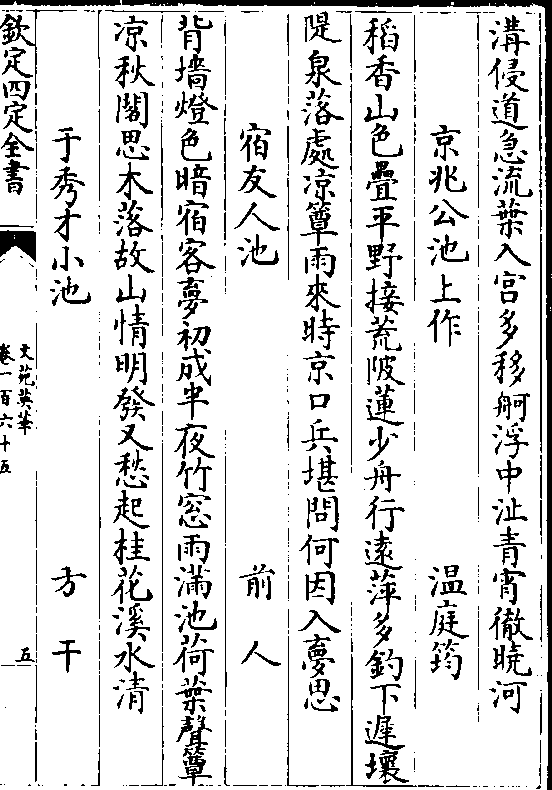 溝侵道急流葉入宫多移舸浮中沚青宵徹曉河
京兆公池上作　温庭筠
稻香山色疊平野接荒陂蓮少舟行遠萍多釣下遲壞
隄泉落處凉簟雨來時京口兵堪問何因入夢思
宿友人池　前人
背墻燈色暗宿客夢初成半夜竹窓雨滿池荷葉聲簟
凉秋閣思木落故山情明發又愁起桂花溪水清
于秀才小池　方干
欽定四定全書
文苑英華
卷一百六十五
五